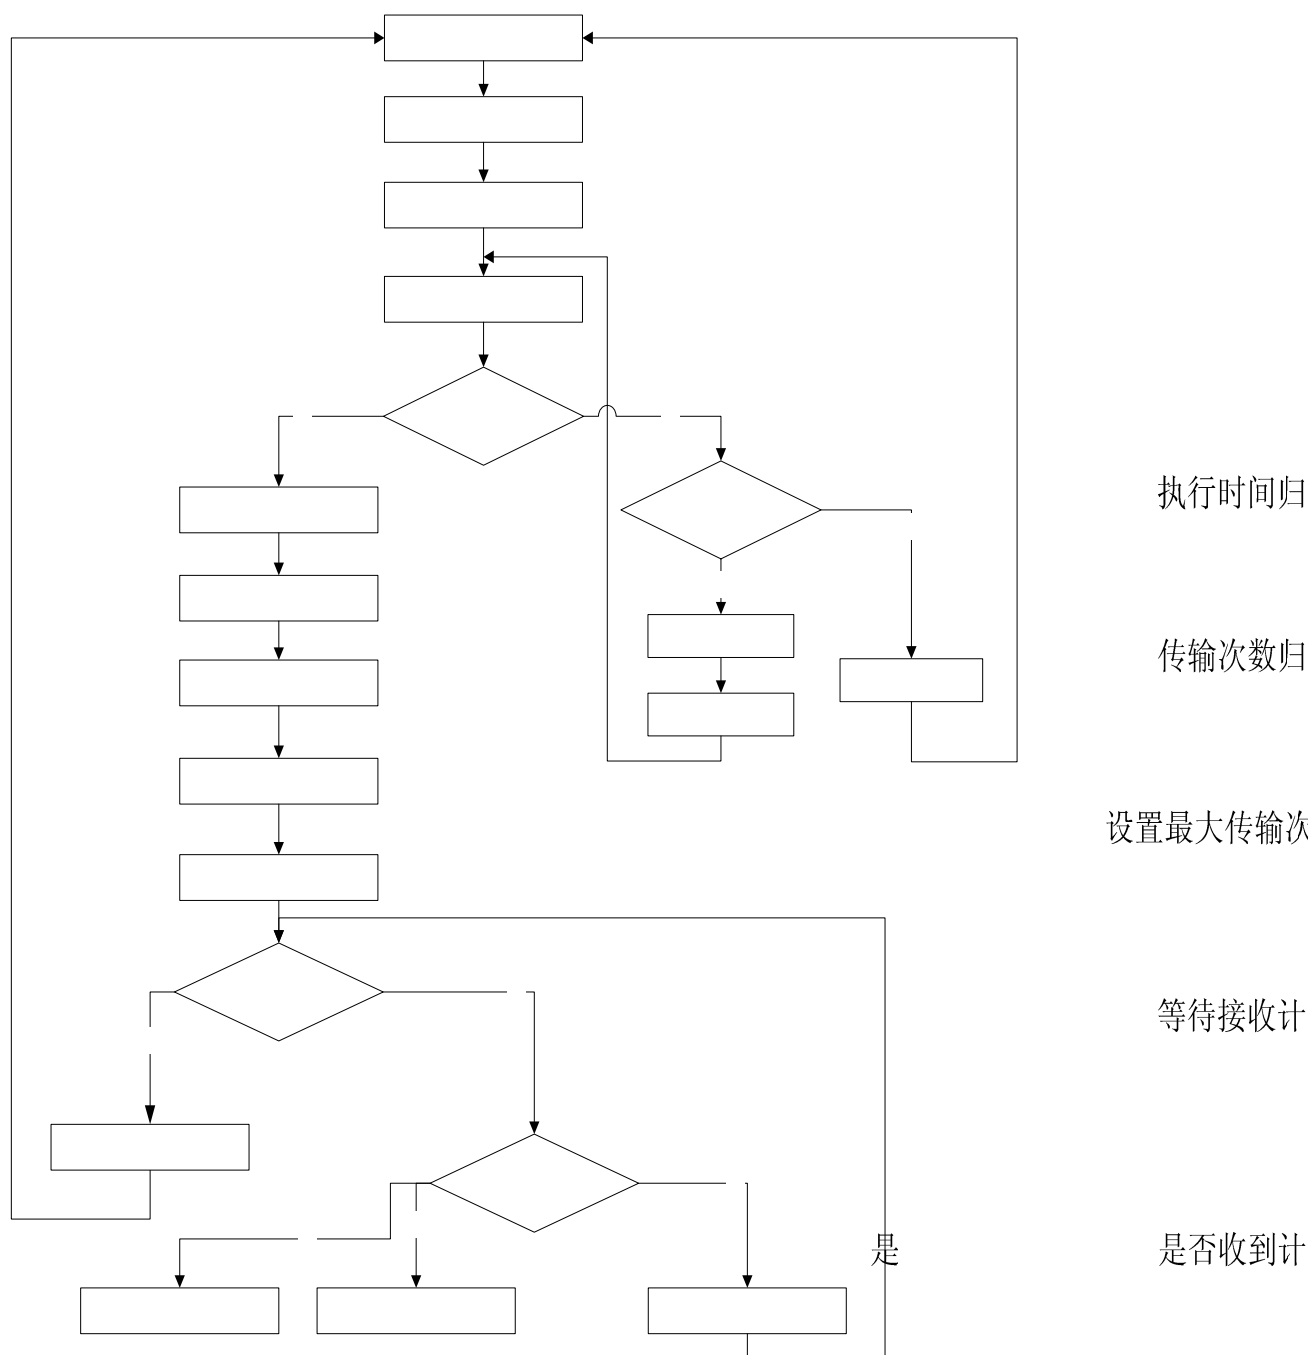 执行时间归
传输次数归
设置最大传输次
等待接收计
是
是否收到计